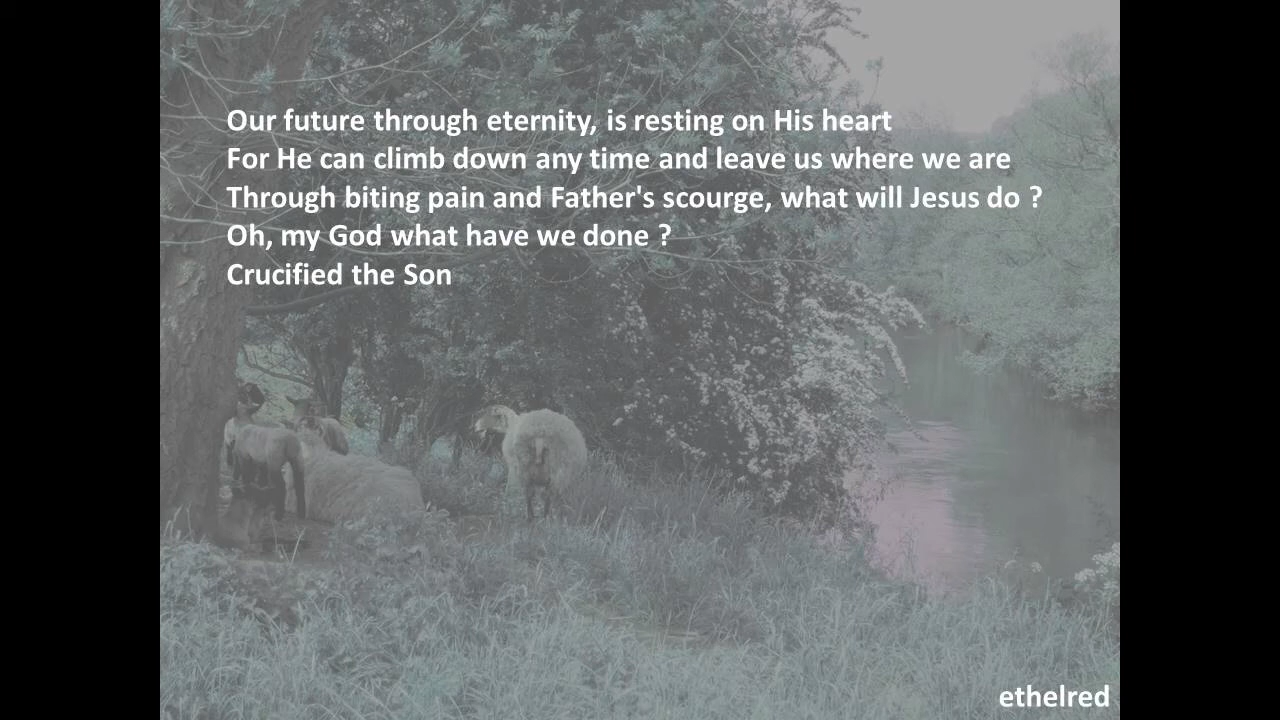 Our future through eternity, is resting on His heart
For He can climb down any time and leave us where we are
Through biting pain and Father's scourge, what will Jesus do ?
Oh, my God what have we done ?
Crucified the Son
ethelred